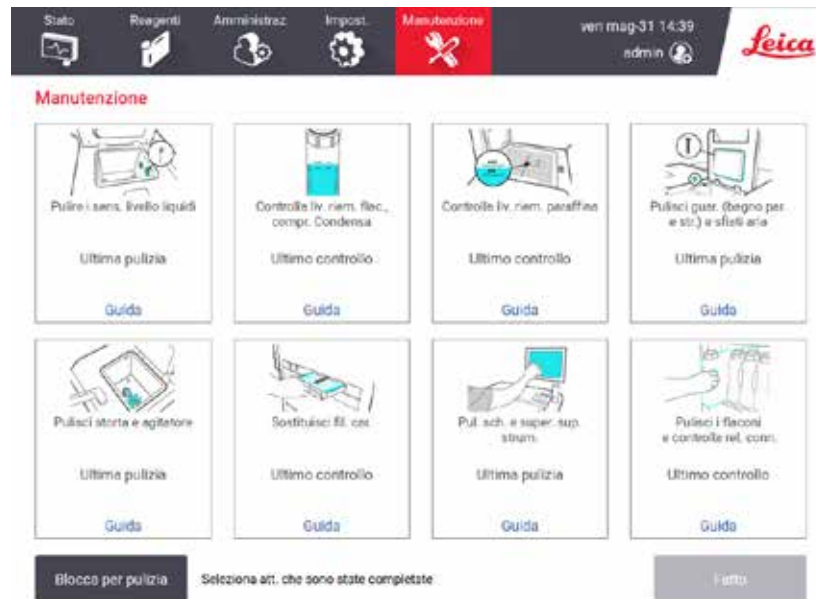 Stato Reagenti Amministraz. Impost. Manutenzione
ven mag-31 14:39
admin
Leica
Manutenzione
Pulire i sens. livello liquidi
Ultima pulizia
Guida
Controlla liv. riem. flac.,
compr. Condensa
Ultimo controllo
Guida
Controlla liv. riem. paraffina
Ultimo controllo
Guida
Pulisci guar. (bagno par.
e str.) e sfiati aria
Ultima pulizia
Guida
Pulisci storta e agitatore
Ultima pulizia
Guida
Sostituisci fil. car.
Ultimo controllo
Guida
Pul. sch. e super. sup.
strum.
Ultima pulizia
Guida
Pulisci i flaconi
e controlla rel. conn.
Ultimo controllo
Guida
Blocca per pulizia
Seleziona att. che sono state completate
Fatto